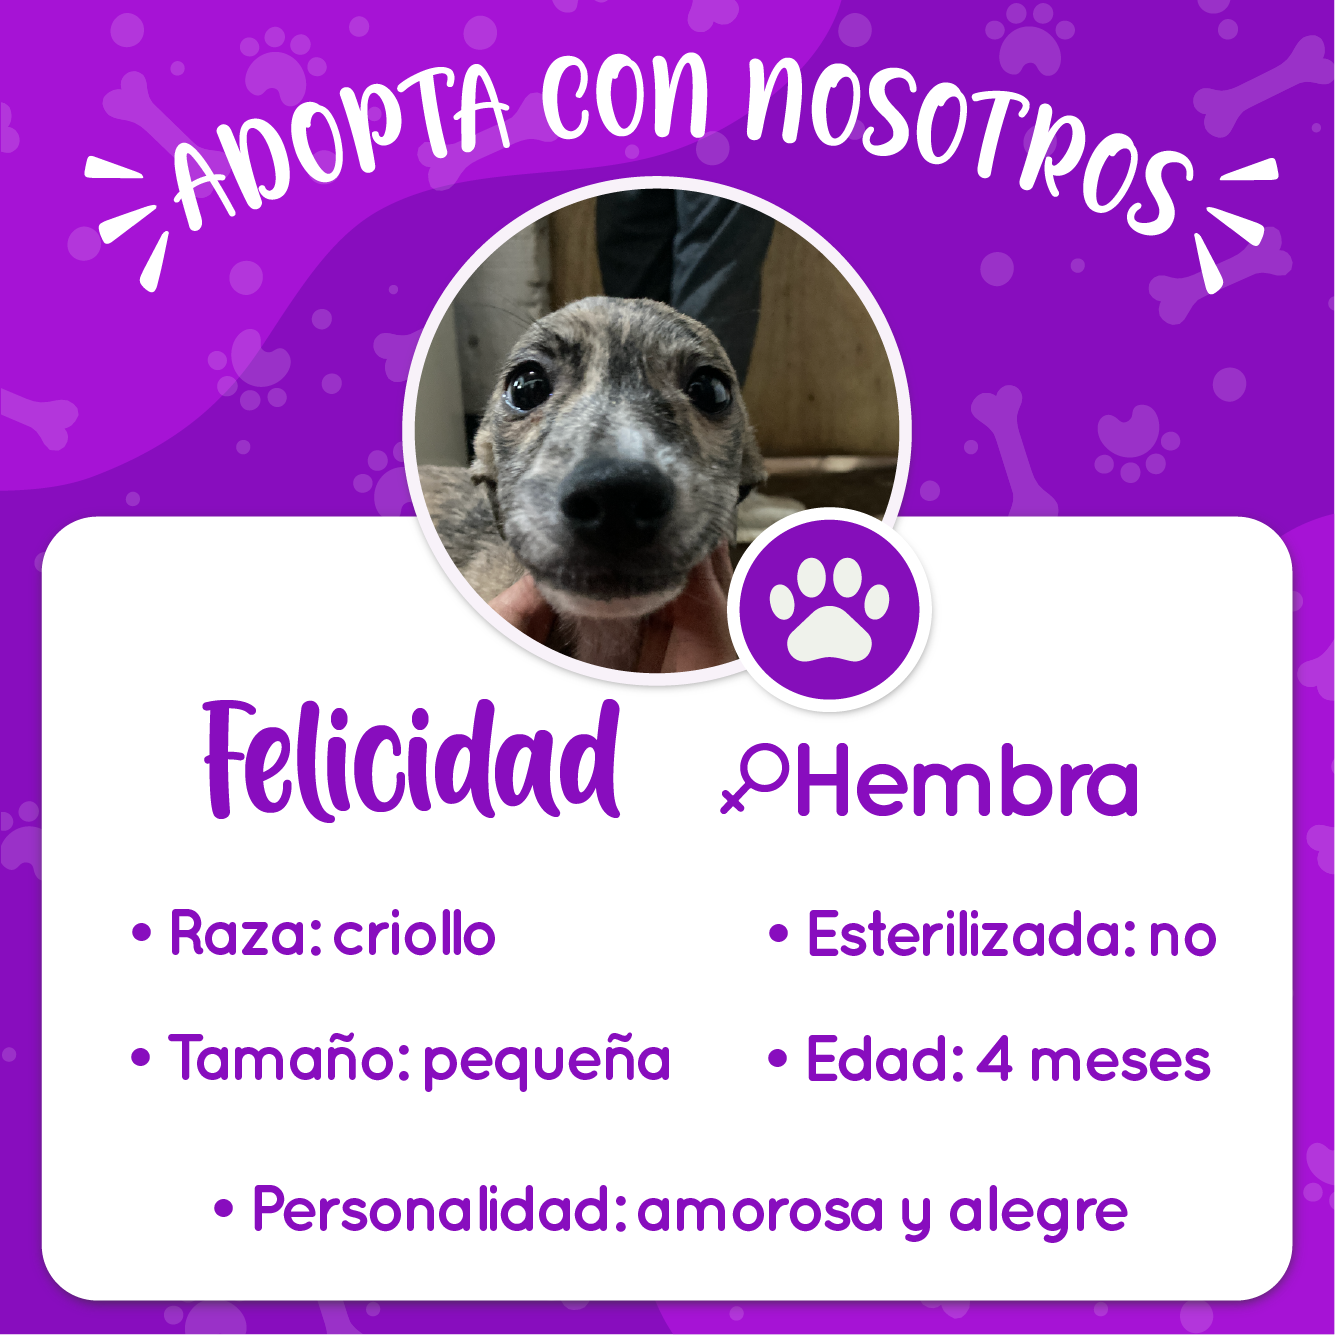 ADOPTA CON NOSOTROS
Felicidad
Hembra
• Raza: criollo
• Esterilizada: no
• Tamaño: pequeña
• Edad: 4 meses
• Personalidad: amorosa y alegre